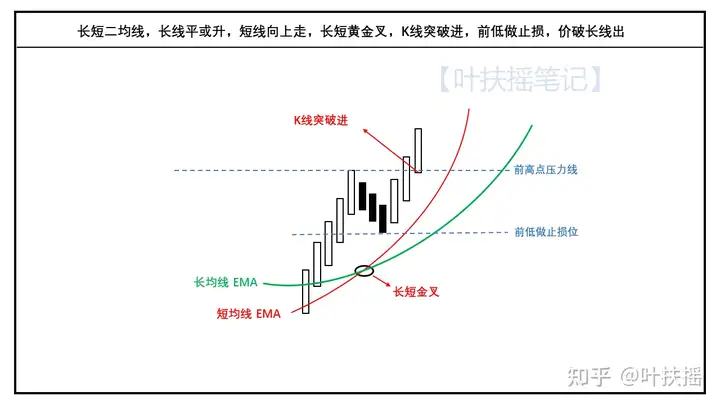 长短二均线，长线平或升，短线向上走，长短黄金叉，K线突破进，前低做止损，价破长线出
【叶扶摇笔记】
K线突破进
前高点压力线
前低做止损位
长均线 EMA
长短金叉
短均线 EMA
知乎 @叶扶摇